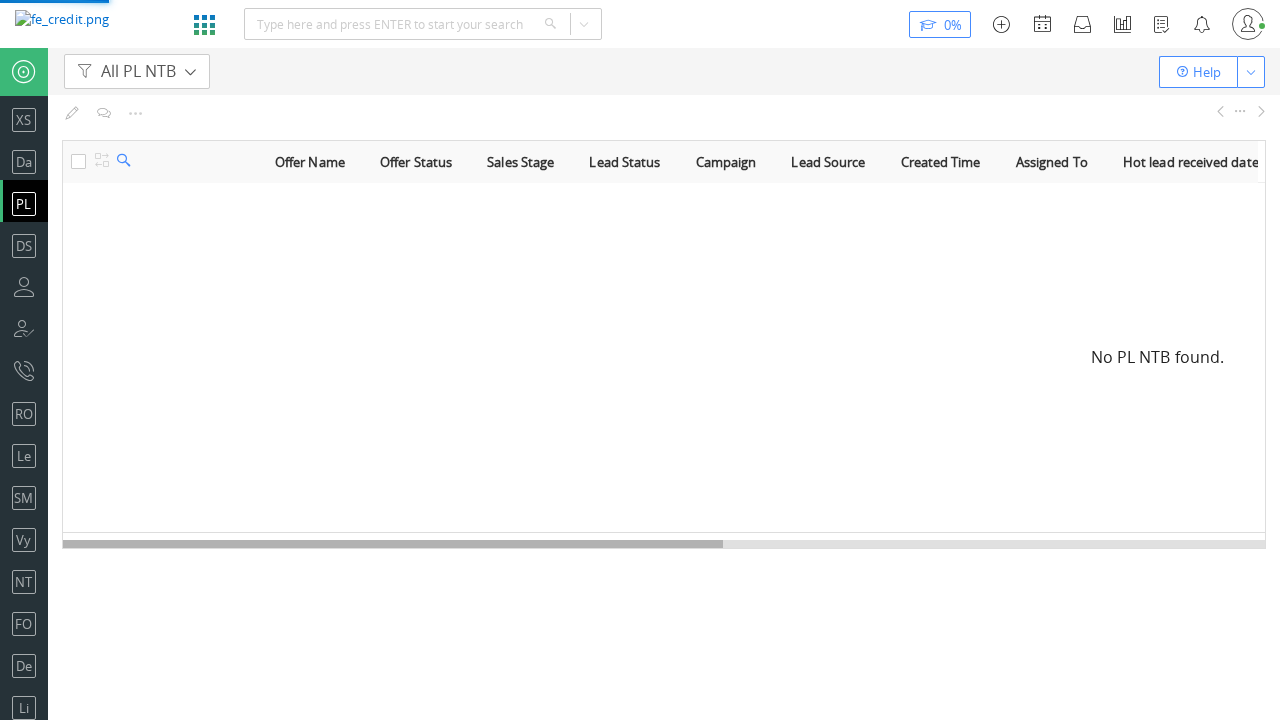 fe_credit.png
Type here and press ENTER to start your search
0%
All PL NTB
Help
XS
Da
PL
DS
RO
Le
SM
Vy
NT
FO
De
Li
Offer Name Offer Status Sales Stage Lead Status Campaign Lead Source Created Time Assigned To Hot lead received date
No PL NTB found.